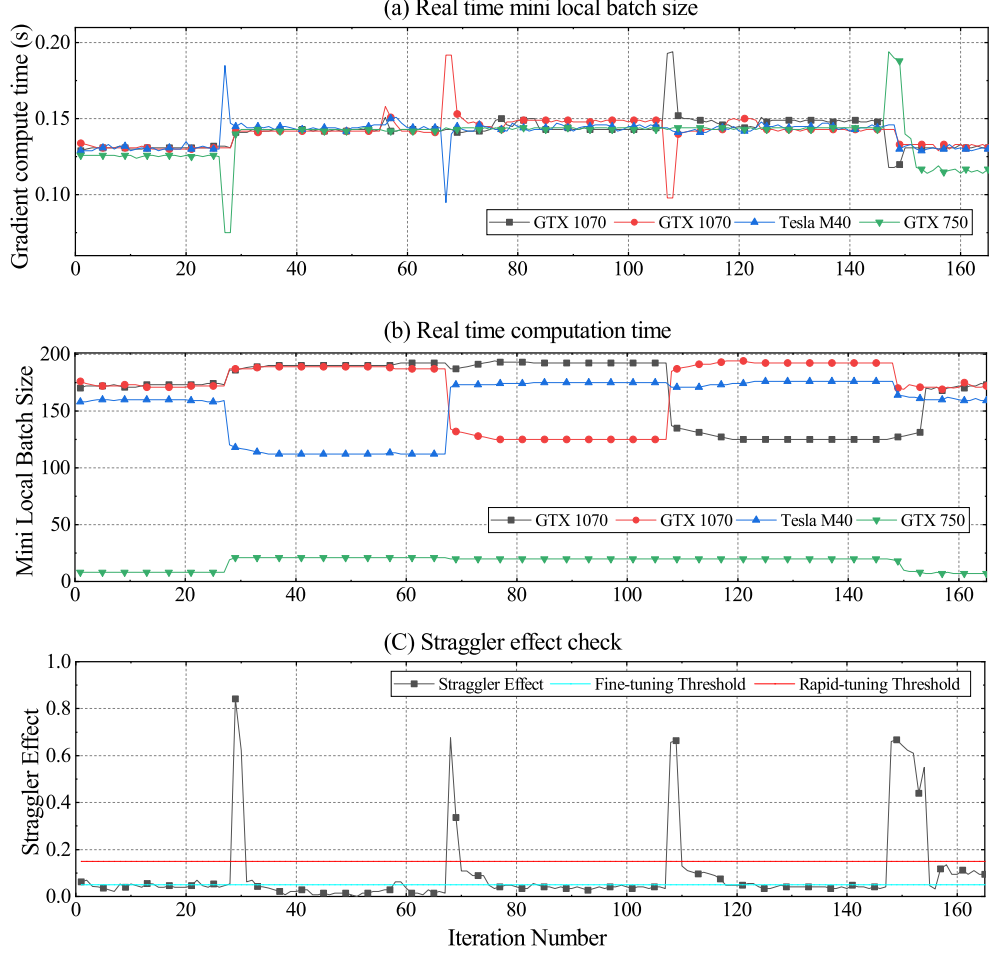 (a) Real time mini local batch size
Gradient compute time (s)
0.20
0.15
0.10
GTX 1070 GTX 1070 Tesla M40 GTX 750
0 20 40 60 80 100 120 140 160
(b) Real time computation time
Mini Local Batch Size
200
150
100
50
0
GTX 1070 GTX 1070 Tesla M40 GTX 750
0 20 40 60 80 100 120 140 160
(C) Straggler effect check
Straggler Effect
1.0
0.8
0.6
0.4
0.2
0.0
Straggler Effect Fine-tuning Threshold Rapid-tuning Threshold
0 20 40 60 80 100 120 140 160
Iteration Number